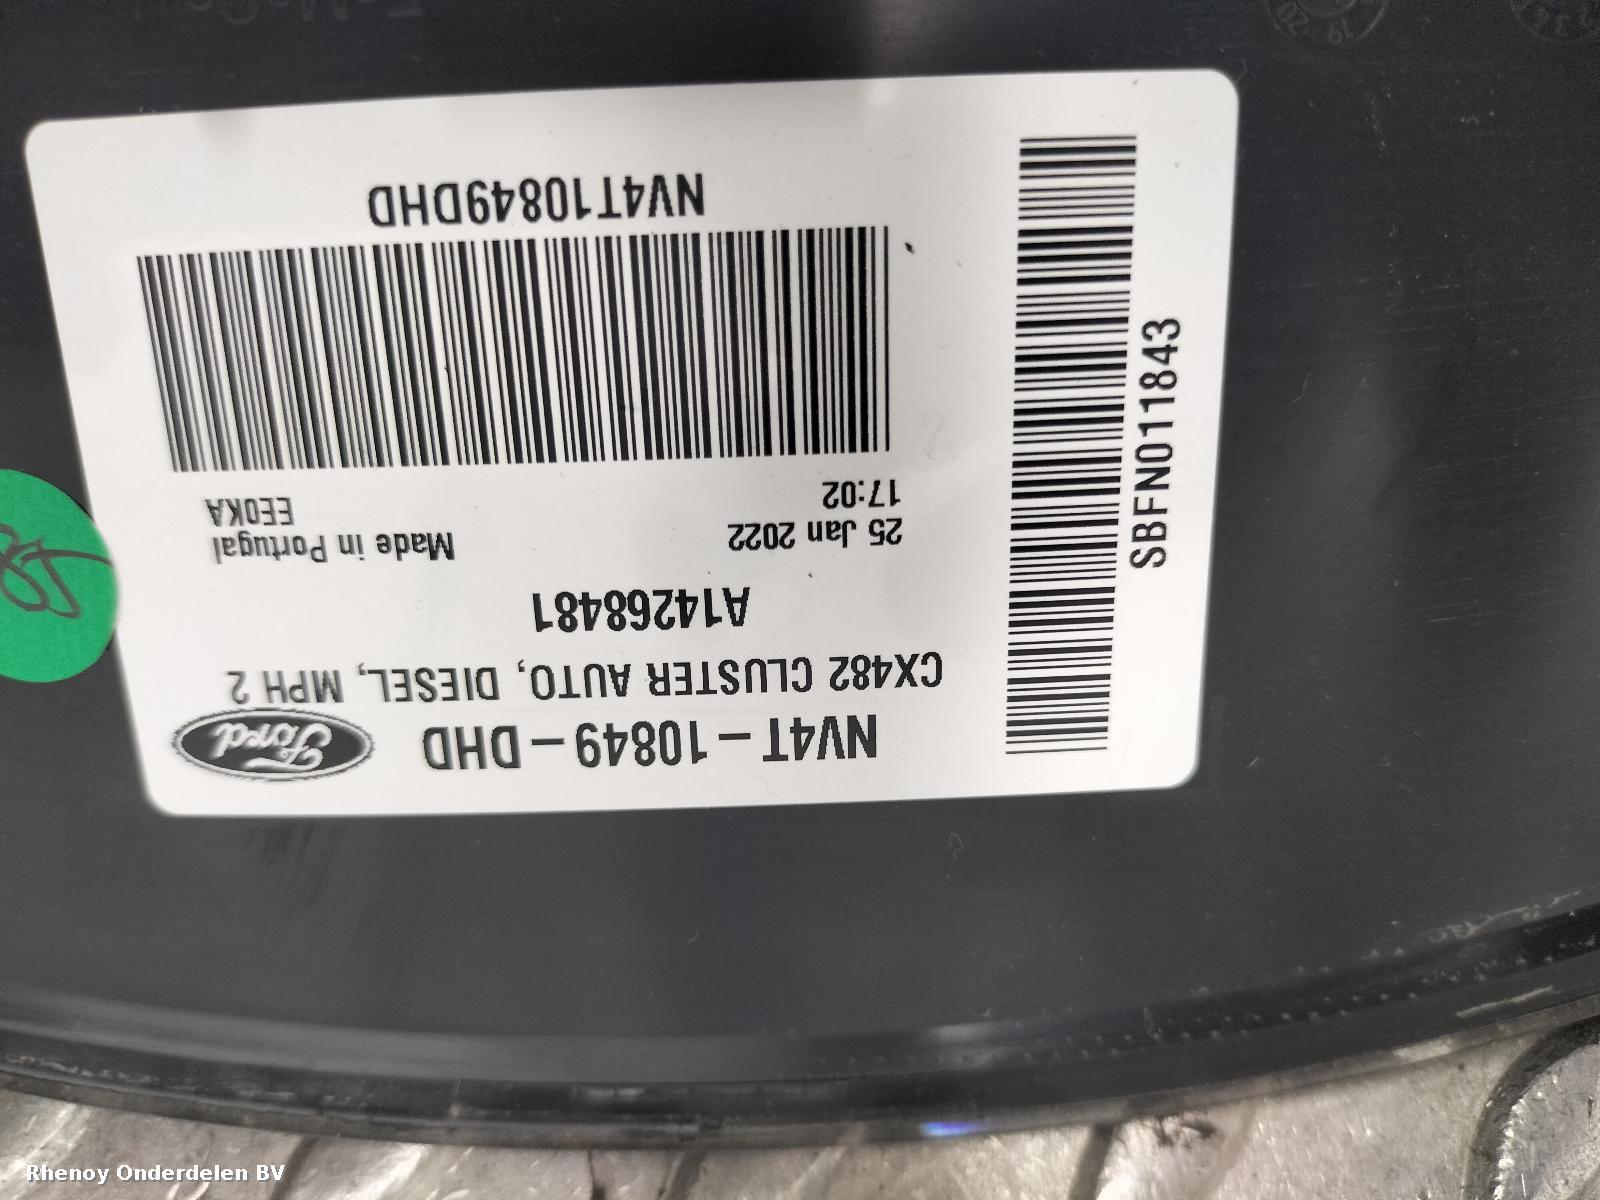 NV4T-10849-DHD
Ford
CX482 CLUSTER AUTO, DIESEL, MPH 2
A14268481
25 Jan 2022
17:02
Made in Portugal
EE0KA
NV4T10849DHD
SBFN011843
Rhenoy Onderdelen BV